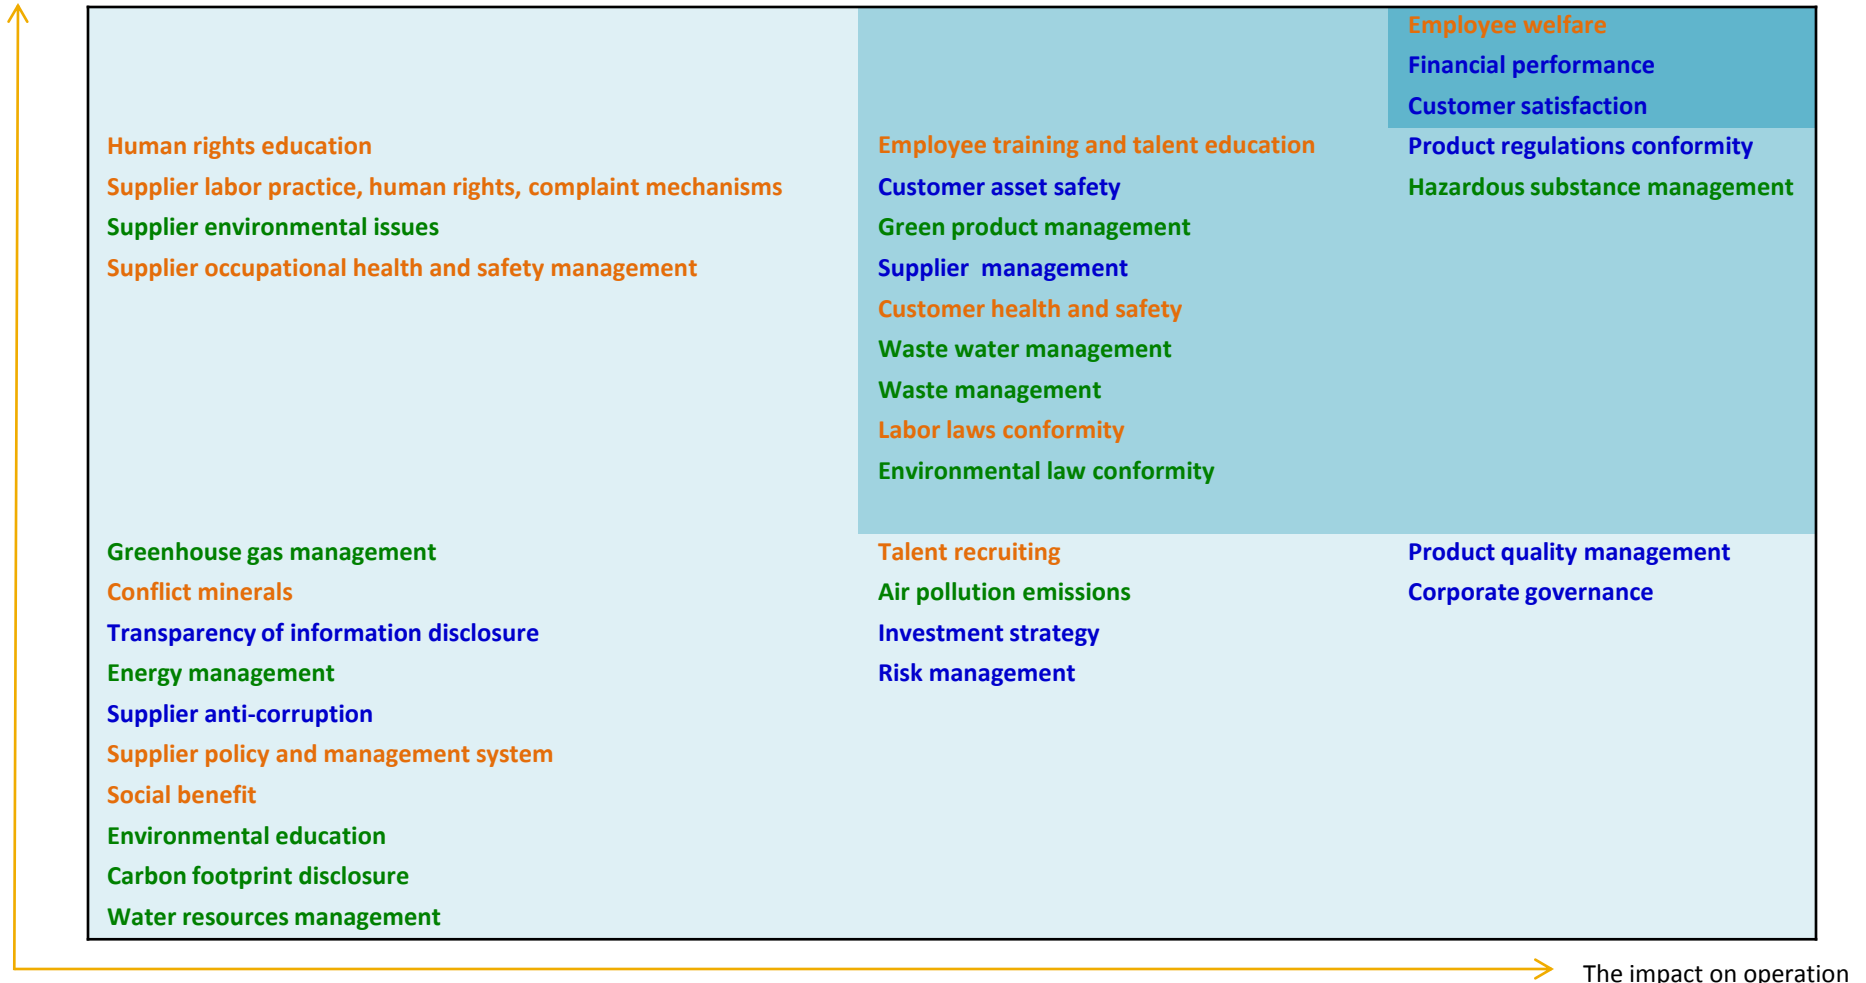 Employee welfare
Financial performance
Customer satisfaction
Human rights education
Employee training and talent education
Product regulations conformity
Supplier labor practice, human rights, complaint mechanisms
Customer asset safety
Hazardous substance management
Supplier environmental issues
Green product management
Supplier occupational health and safety management
Supplier management
Customer health and safety
Waste water management
Waste management
Labor laws conformity
Environmental law conformity
Greenhouse gas management
Talent recruiting
Product quality management
Conflict minerals
Air pollution emissions
Corporate governance
Transparency of information disclosure
Investment strategy
Energy management
Risk management
Supplier anti-corruption
Supplier policy and management system
Social benefit
Environmental education
Carbon footprint disclosure
Water resources management
The impact on operation